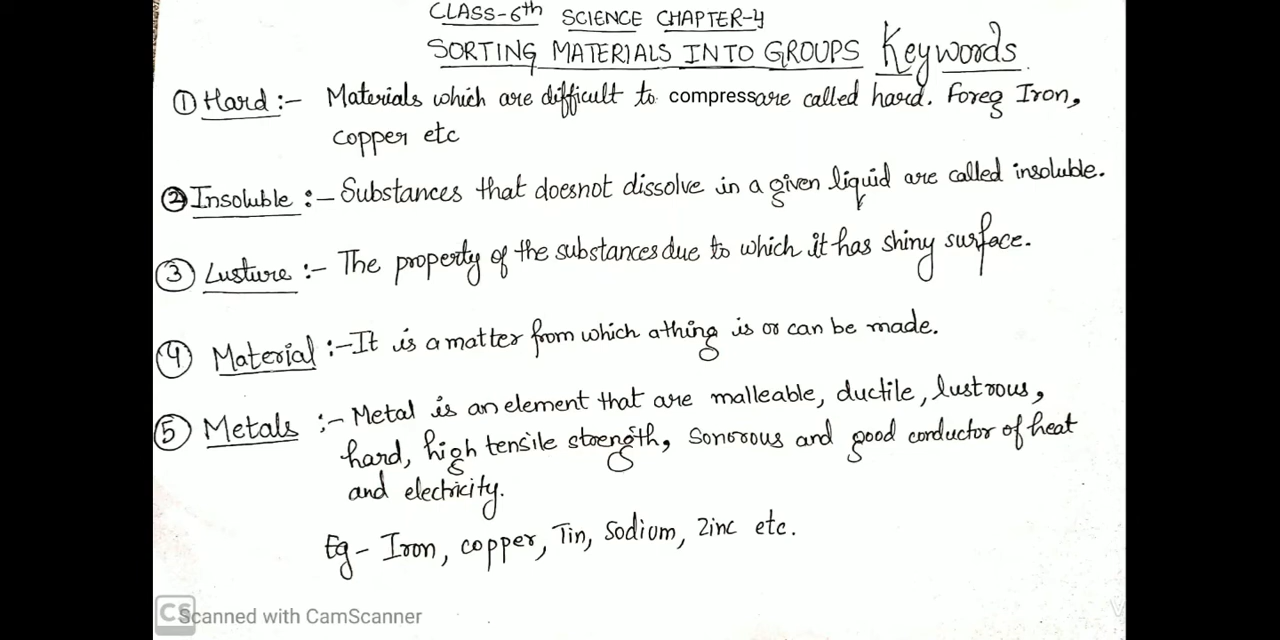 CLASS-6th SCIENCE CHAPTER-4
SORTING MATERIALS INTO GROUPS Keywords
① Hard :- Materials which are difficult to compressare called hard. Foreg Iron,
copper etc
② Insoluble :- Substances that doesnot dissolve in a given liquid are called insoluble.
③ Lusture :- The property of the substances due to which it has shiny surface.
④ Material :- It is a matter from which a thing is or can be made.
⑤ Metals :- Metal is an element that are malleable, ductile, lustrous,
hard, high tensile strength, sonorous and good conductor of heat
and electricity.
Eg - Iron, copper, Tin, Sodium, Zinc etc.
CS Scanned with CamScanner